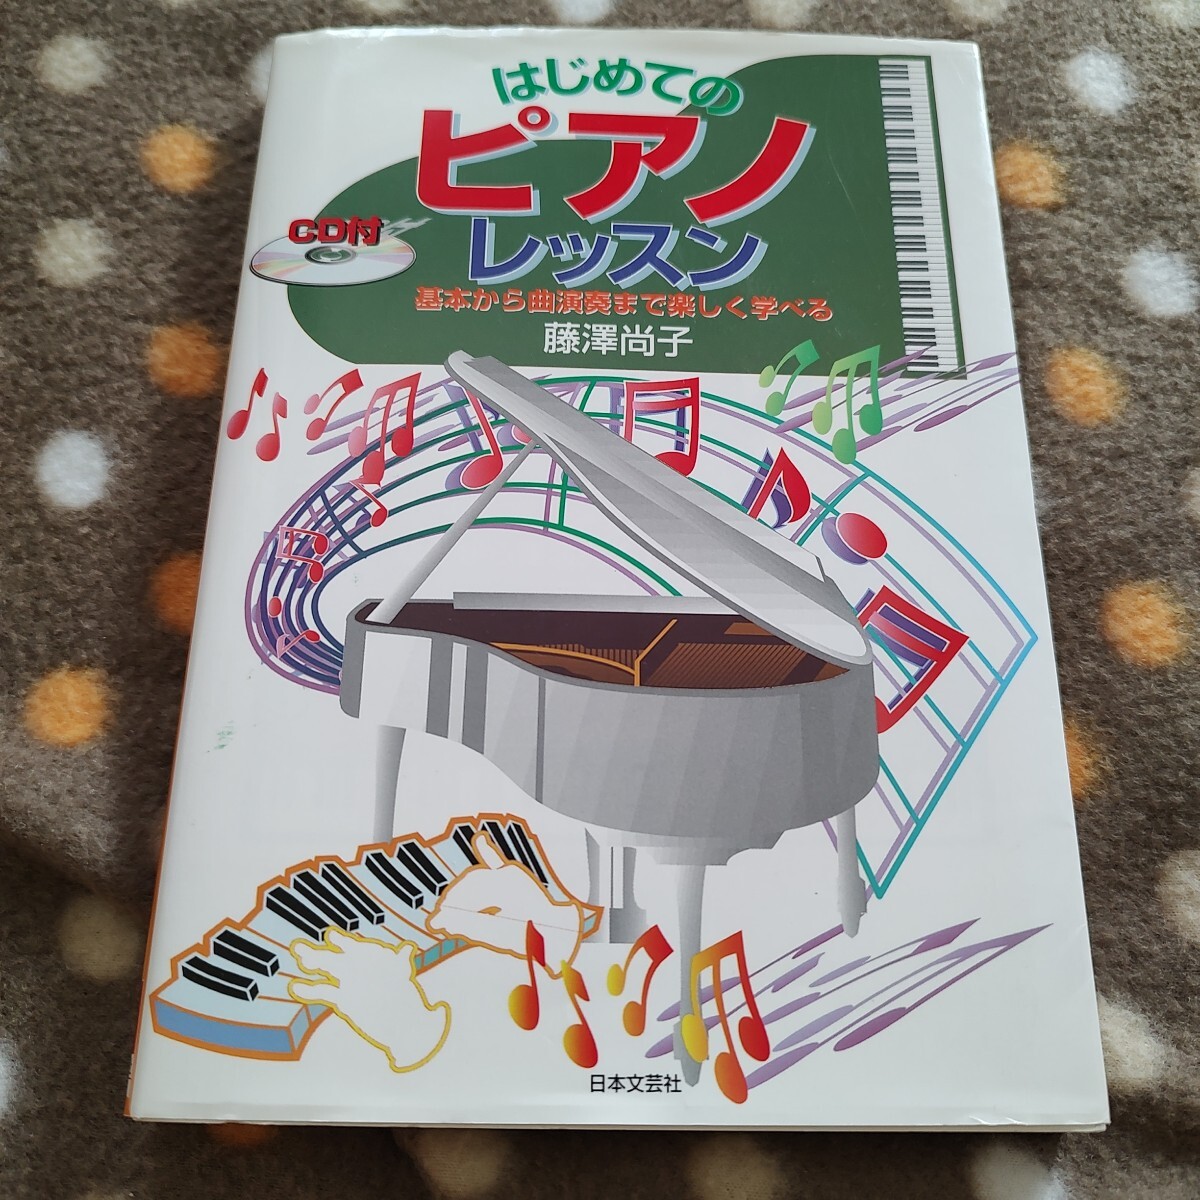 はじめての
ピアノ
レッスン
CD付
基本から曲演奏まで楽しく学べる
藤澤尚子
日本文芸社